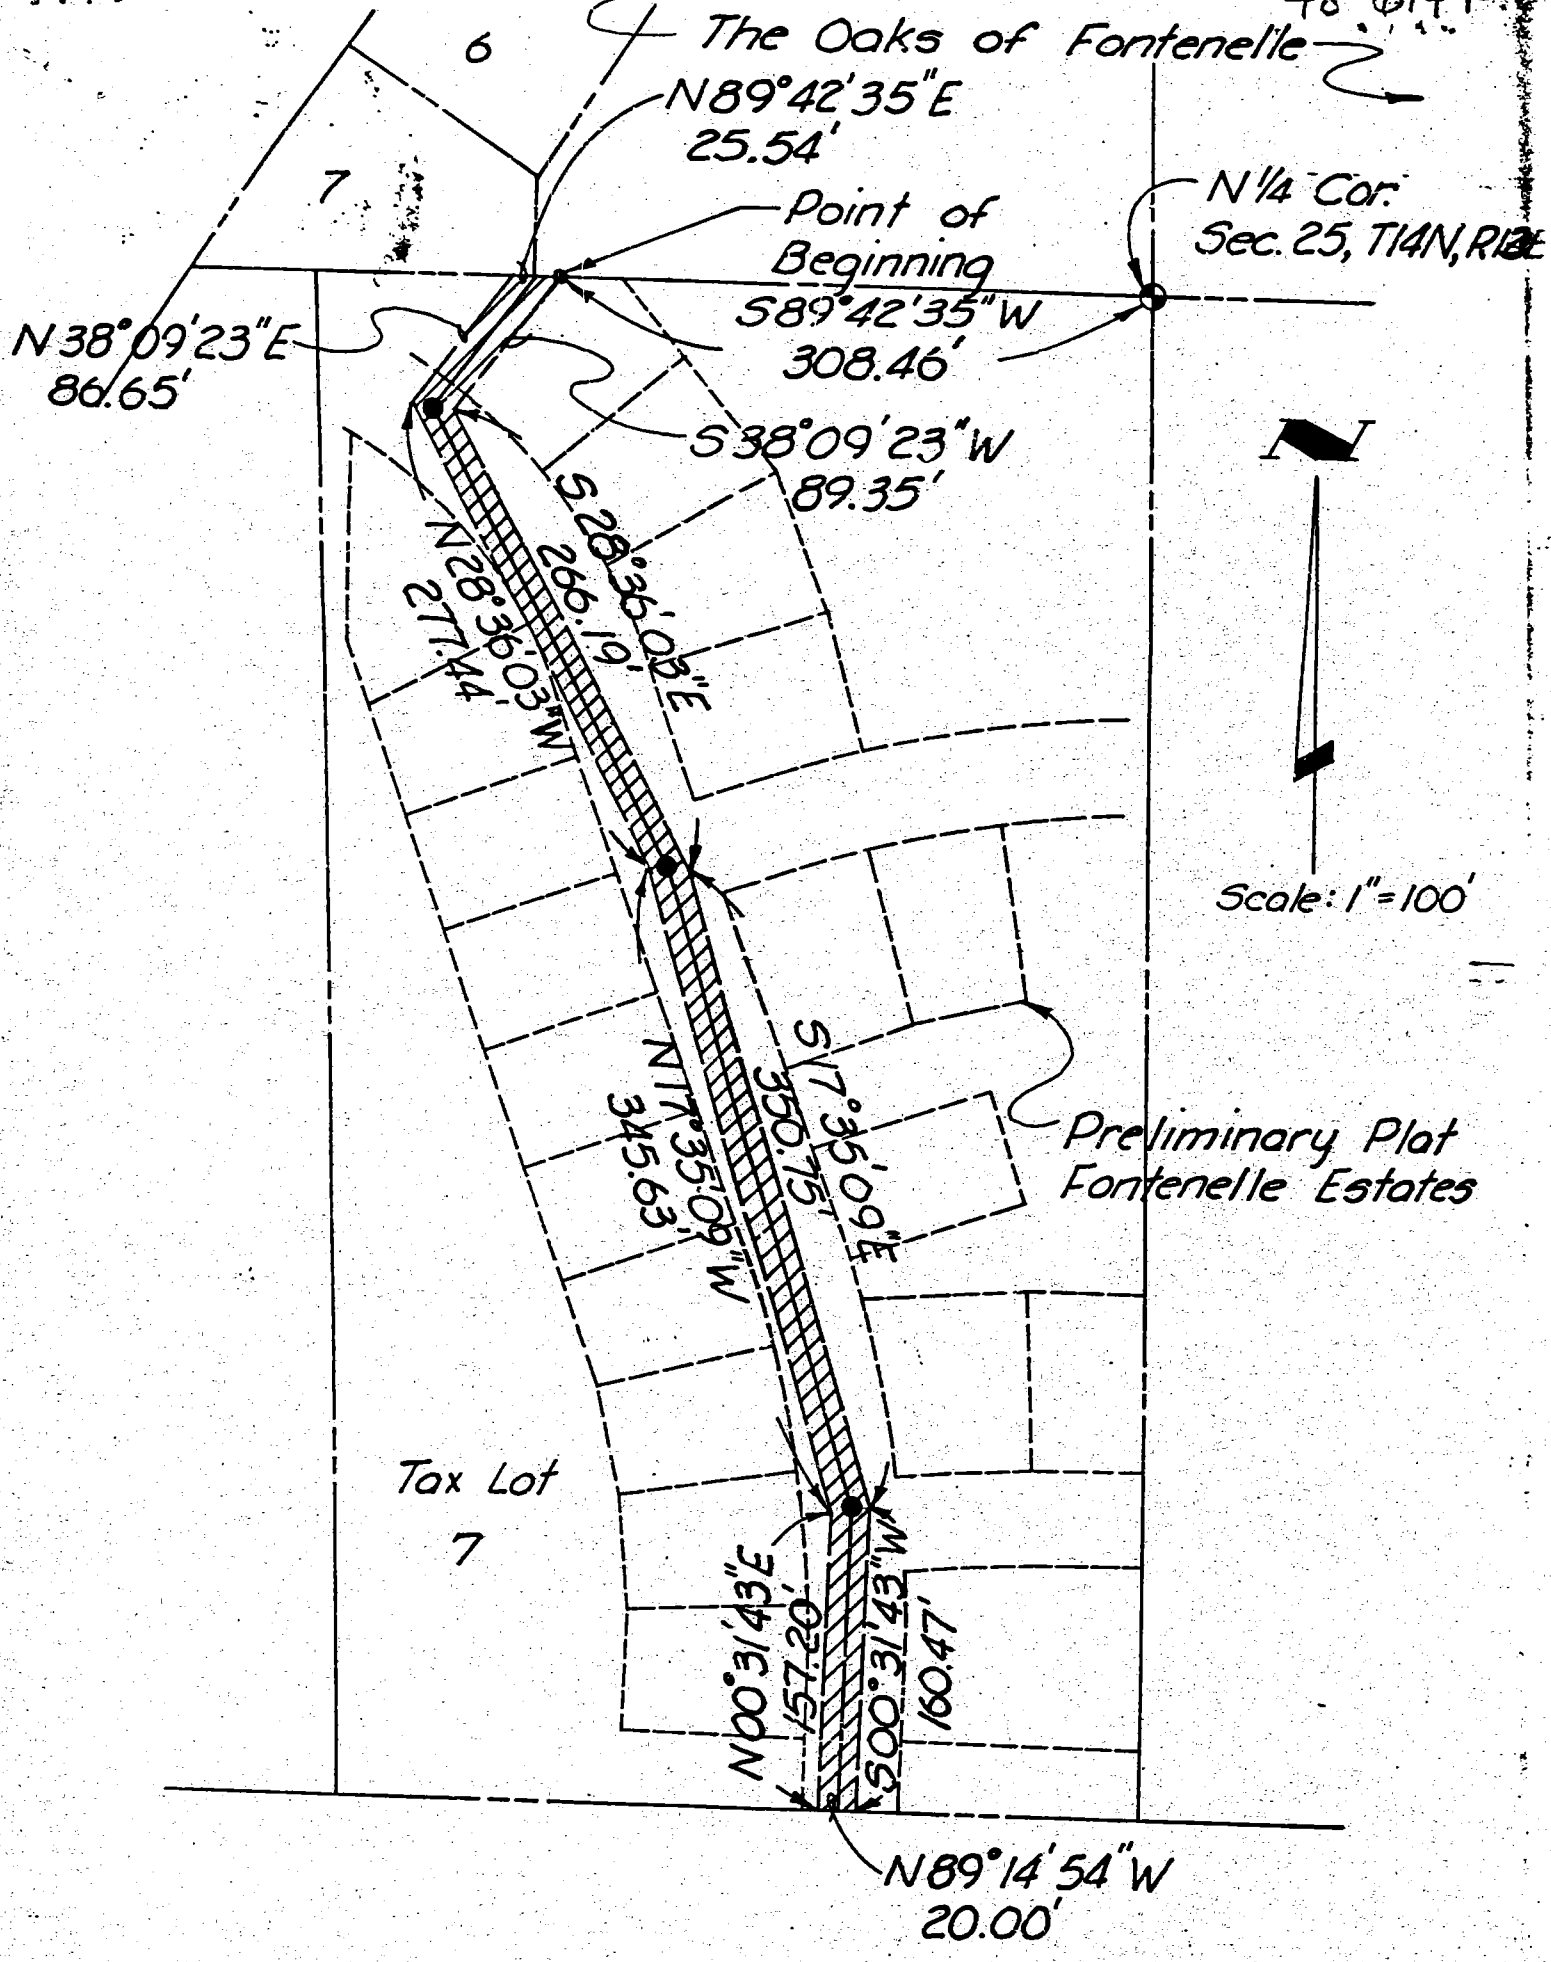 6
The Oaks of Fontenelle
N89°42'35"E
25.54'
7
Point of
Beginning
N 1/4 Cor.
Sec. 25, T14N,
S89°42'35"W
308.46'
N38°09'23"E
86.65'
S38°09'23"W
89.35'
N
S28°36'03"E
266.19'
N28°36'03"W
277.44'
Scale: 1"=100'
S17°35'09"E
350.75'
N17°35'09"W
345.63'
Preliminary Plat
Fontenelle Estates
Tax Lot
7
N00°31'43"E
157.20'
S00°31'43"W
160.47'
N89°14'54"W
20.00'